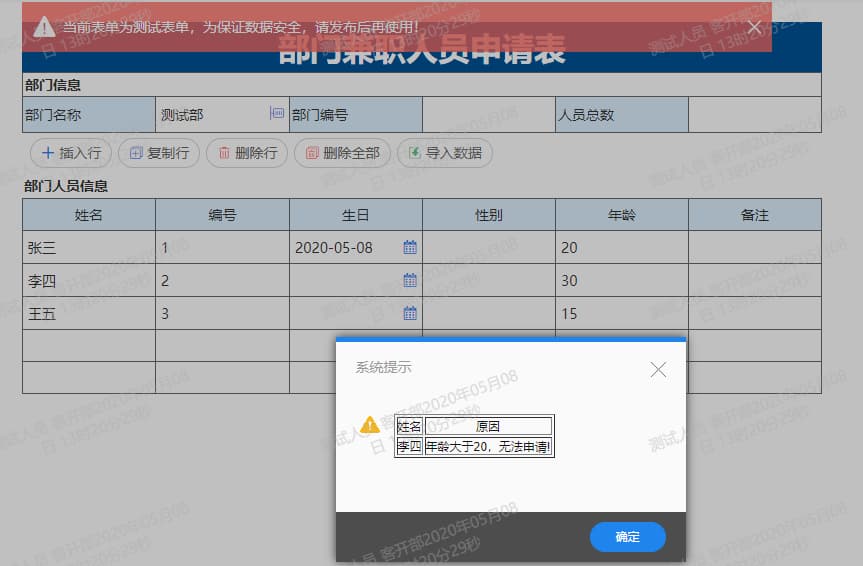 当前表单为测试表单，为保证数据安全，请发布后再使用！
部门兼职人员申请表
部门信息
部门名称 测试部 部门编号 人员总数
插入行 复制行 删除行 删除全部 导入数据
部门人员信息
姓名 编号 生日 性别 年龄 备注
张三 1 2020-05-08 20
李四 2 30
王五 3 15
系统提示
姓名 原因
李四 年龄大于20，无法申请!
确定
测试人员 客开部2020年05月08
日 13时20分29秒